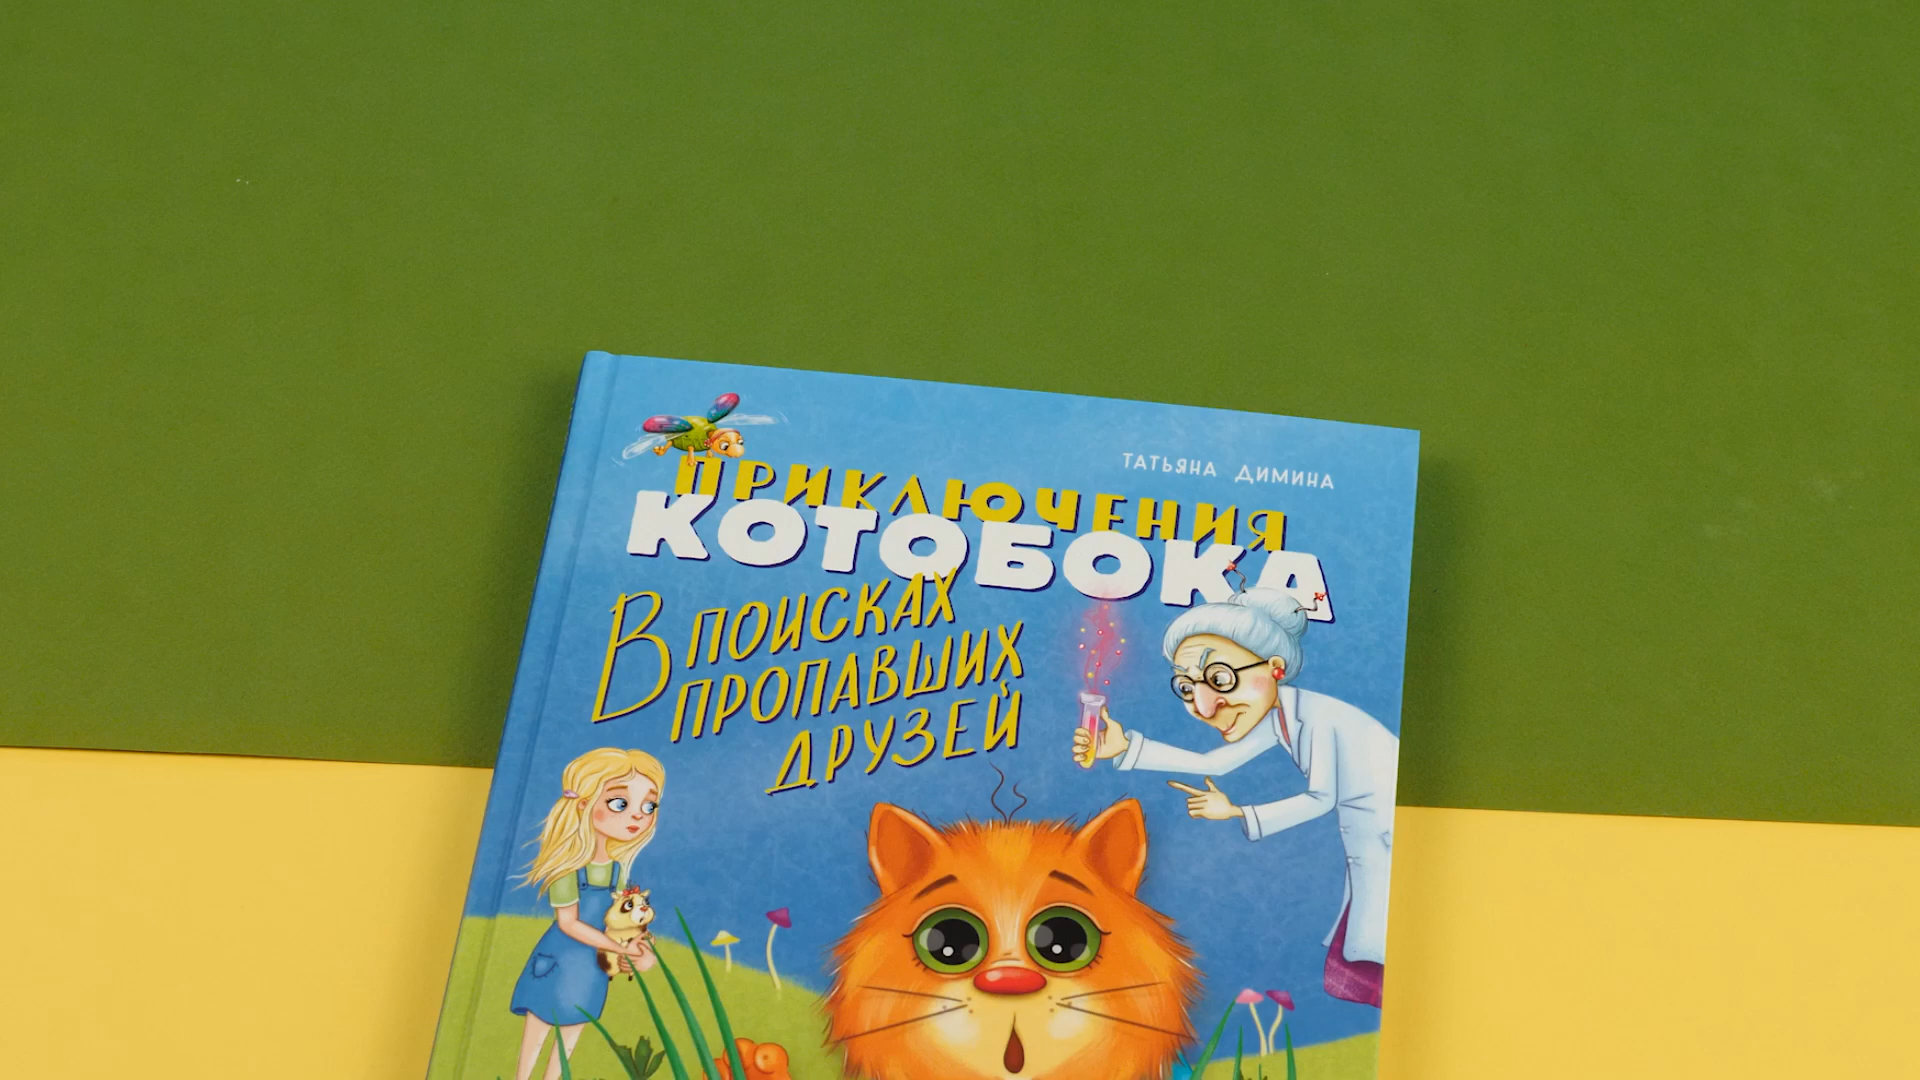 ТАТЬЯНА ДИМИНА
ПРИКЛЮЧЕНИЯ
КОТОБОКА
В ПОИСКАХ
ПРОПАВШИХ
ДРУЗЕЙ